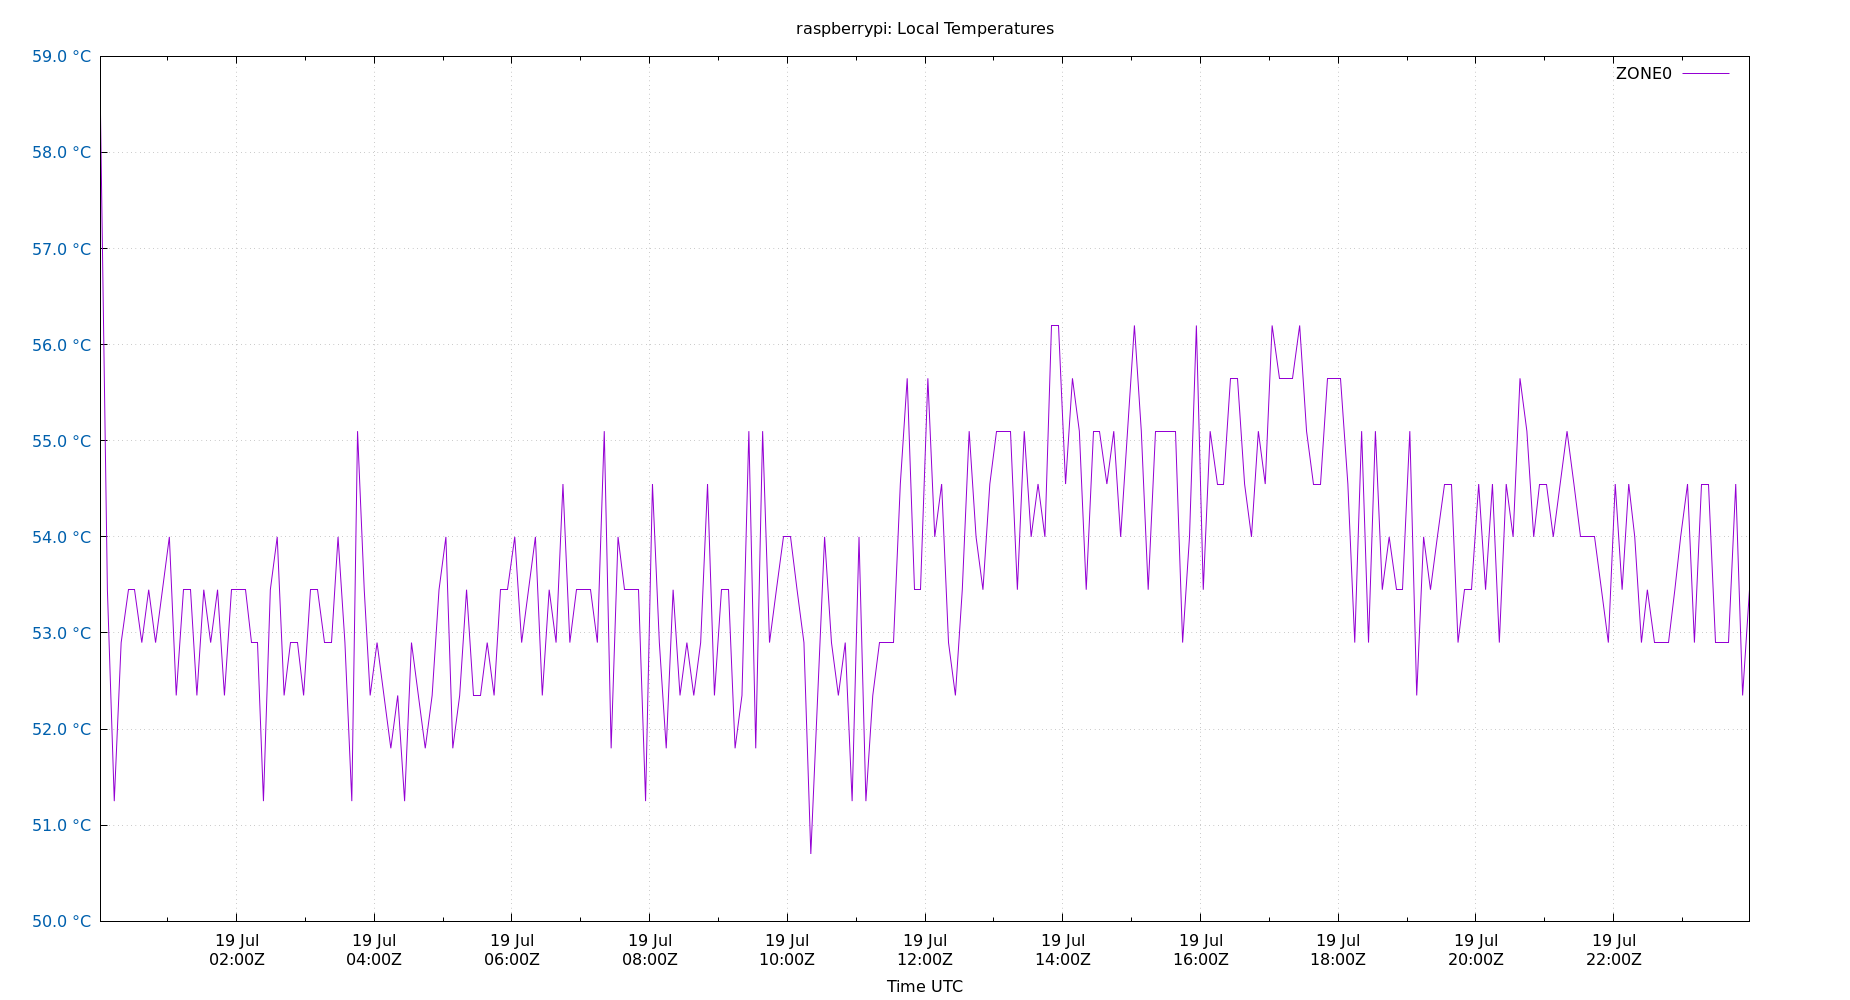 raspberrypi: Local Temperatures
59.0 °C
ZONE0
58.0 °C
57.0 °C
56.0 °C
55.0 °C
54.0 °C
53.0 °C
52.0 °C
51.0 °C
50.0 °C
19 Jul 19 Jul 19 Jul 19 Jul 19 Jul 19 Jul 19 Jul 19 Jul 19 Jul 19 Jul 19 Jul
02:00Z 04:00Z 06:00Z 08:00Z 10:00Z 12:00Z 14:00Z 16:00Z 18:00Z 20:00Z 22:00Z
Time UTC